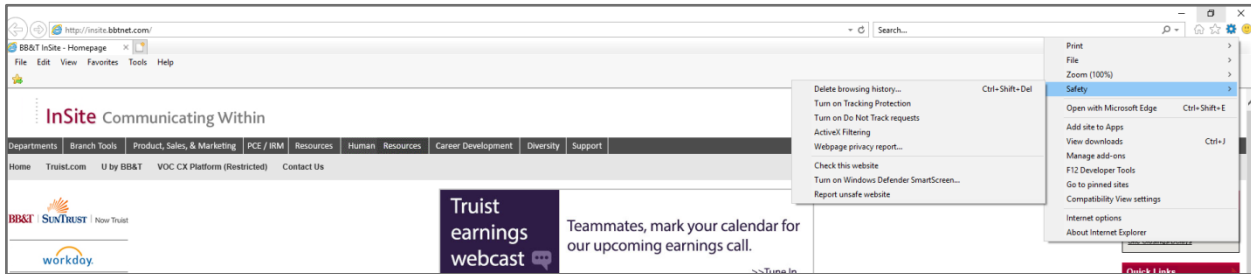 http://insite.bbtnet.com/
Search...
BB&T InSite - Homepage
File Edit View Favorites Tools Help
Print
File
Zoom (100%)
Safety
Open with Microsoft Edge Ctrl+Shift+E
Add site to Apps
View downloads Ctrl+J
Manage add-ons
F12 Developer Tools
Go to pinned sites
Compatibility View settings
Internet options
About Internet Explorer
Delete browsing history... Ctrl+Shift+Del
Turn on Tracking Protection
Turn on Do Not Track requests
ActiveX Filtering
Webpage privacy report...
Check this website
Turn on Windows Defender SmartScreen...
Report unsafe website
InSite Communicating Within
Departments Branch Tools Product, Sales, & Marketing PCE / IRM Resources Human Resources Career Development Diversity Support
Home Truist.com U by BB&T VOC CX Platform (Restricted) Contact Us
BB&T SUNTRUST Now Truist
workday.
Truist
earnings
webcast
Teammates, mark your calendar for
our upcoming earnings call.
>>Tune In
Quick Links